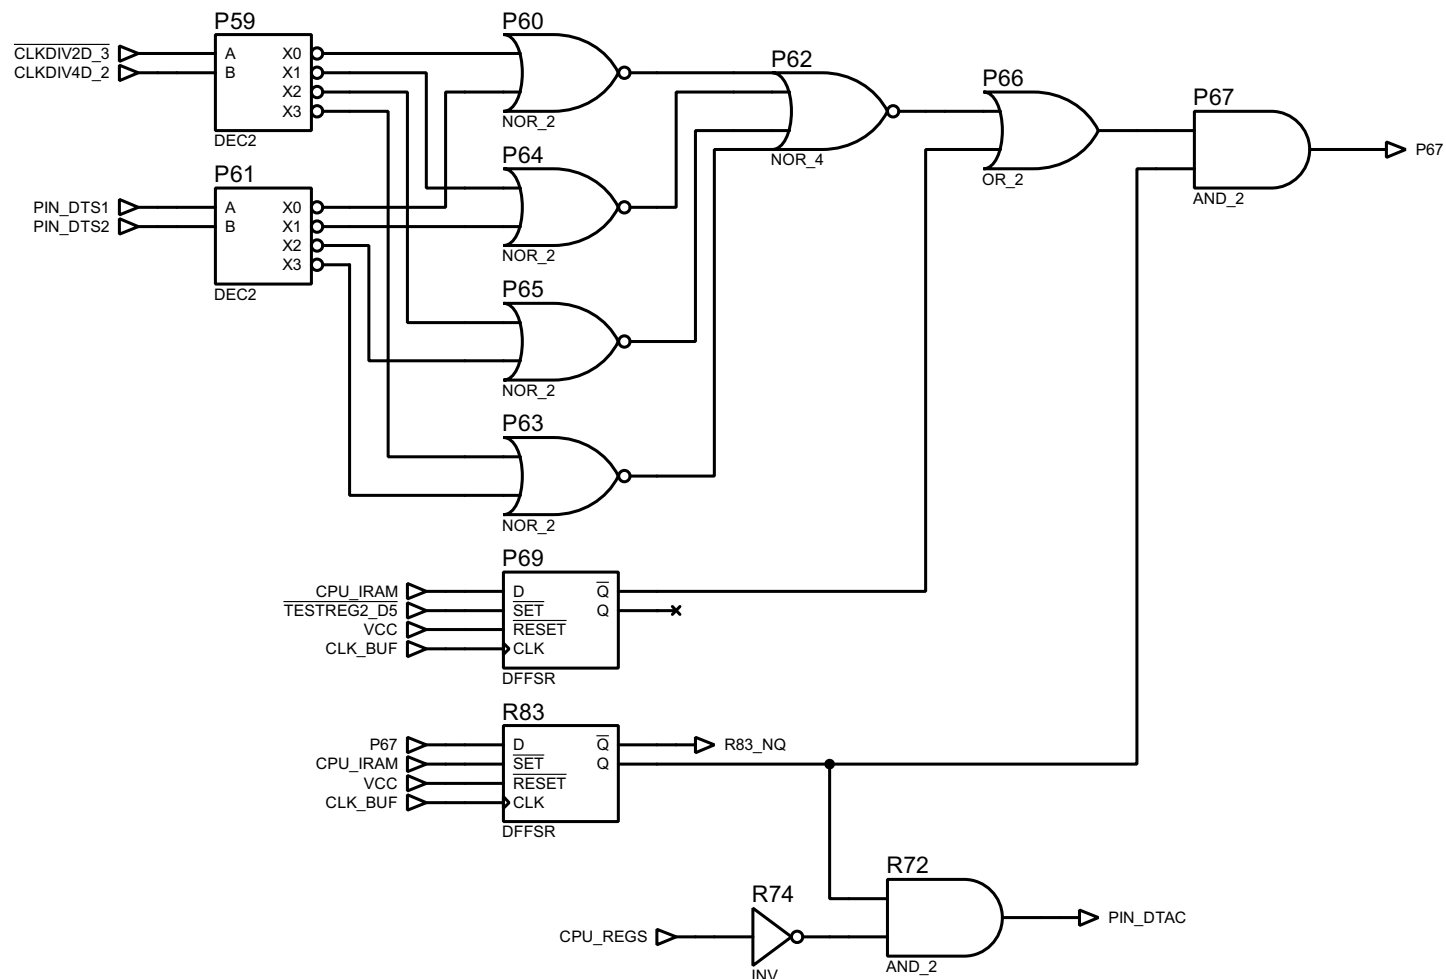 P59
CLKDIV2D_3
CLKDIV4D_2
A
B
X0
X1
X2
X3
DEC2
P61
PIN_DTS1
PIN_DTS2
A
B
X0
X1
X2
X3
DEC2
P60
NOR_2
P64
NOR_2
P65
NOR_2
P63
NOR_2
P62
NOR_4
P66
OR_2
P67
AND_2
P67
P69
CPU_IRAM
TESTREG2_D5
VCC
CLK_BUF
D
SET
RESET
CLK
Q
Q
DFFSR
R83
P67
CPU_IRAM
VCC
CLK_BUF
D
SET
RESET
CLK
Q
Q
DFFSR
R83_NQ
R74
CPU_REGS
INV
R72
AND_2
PIN_DTAC